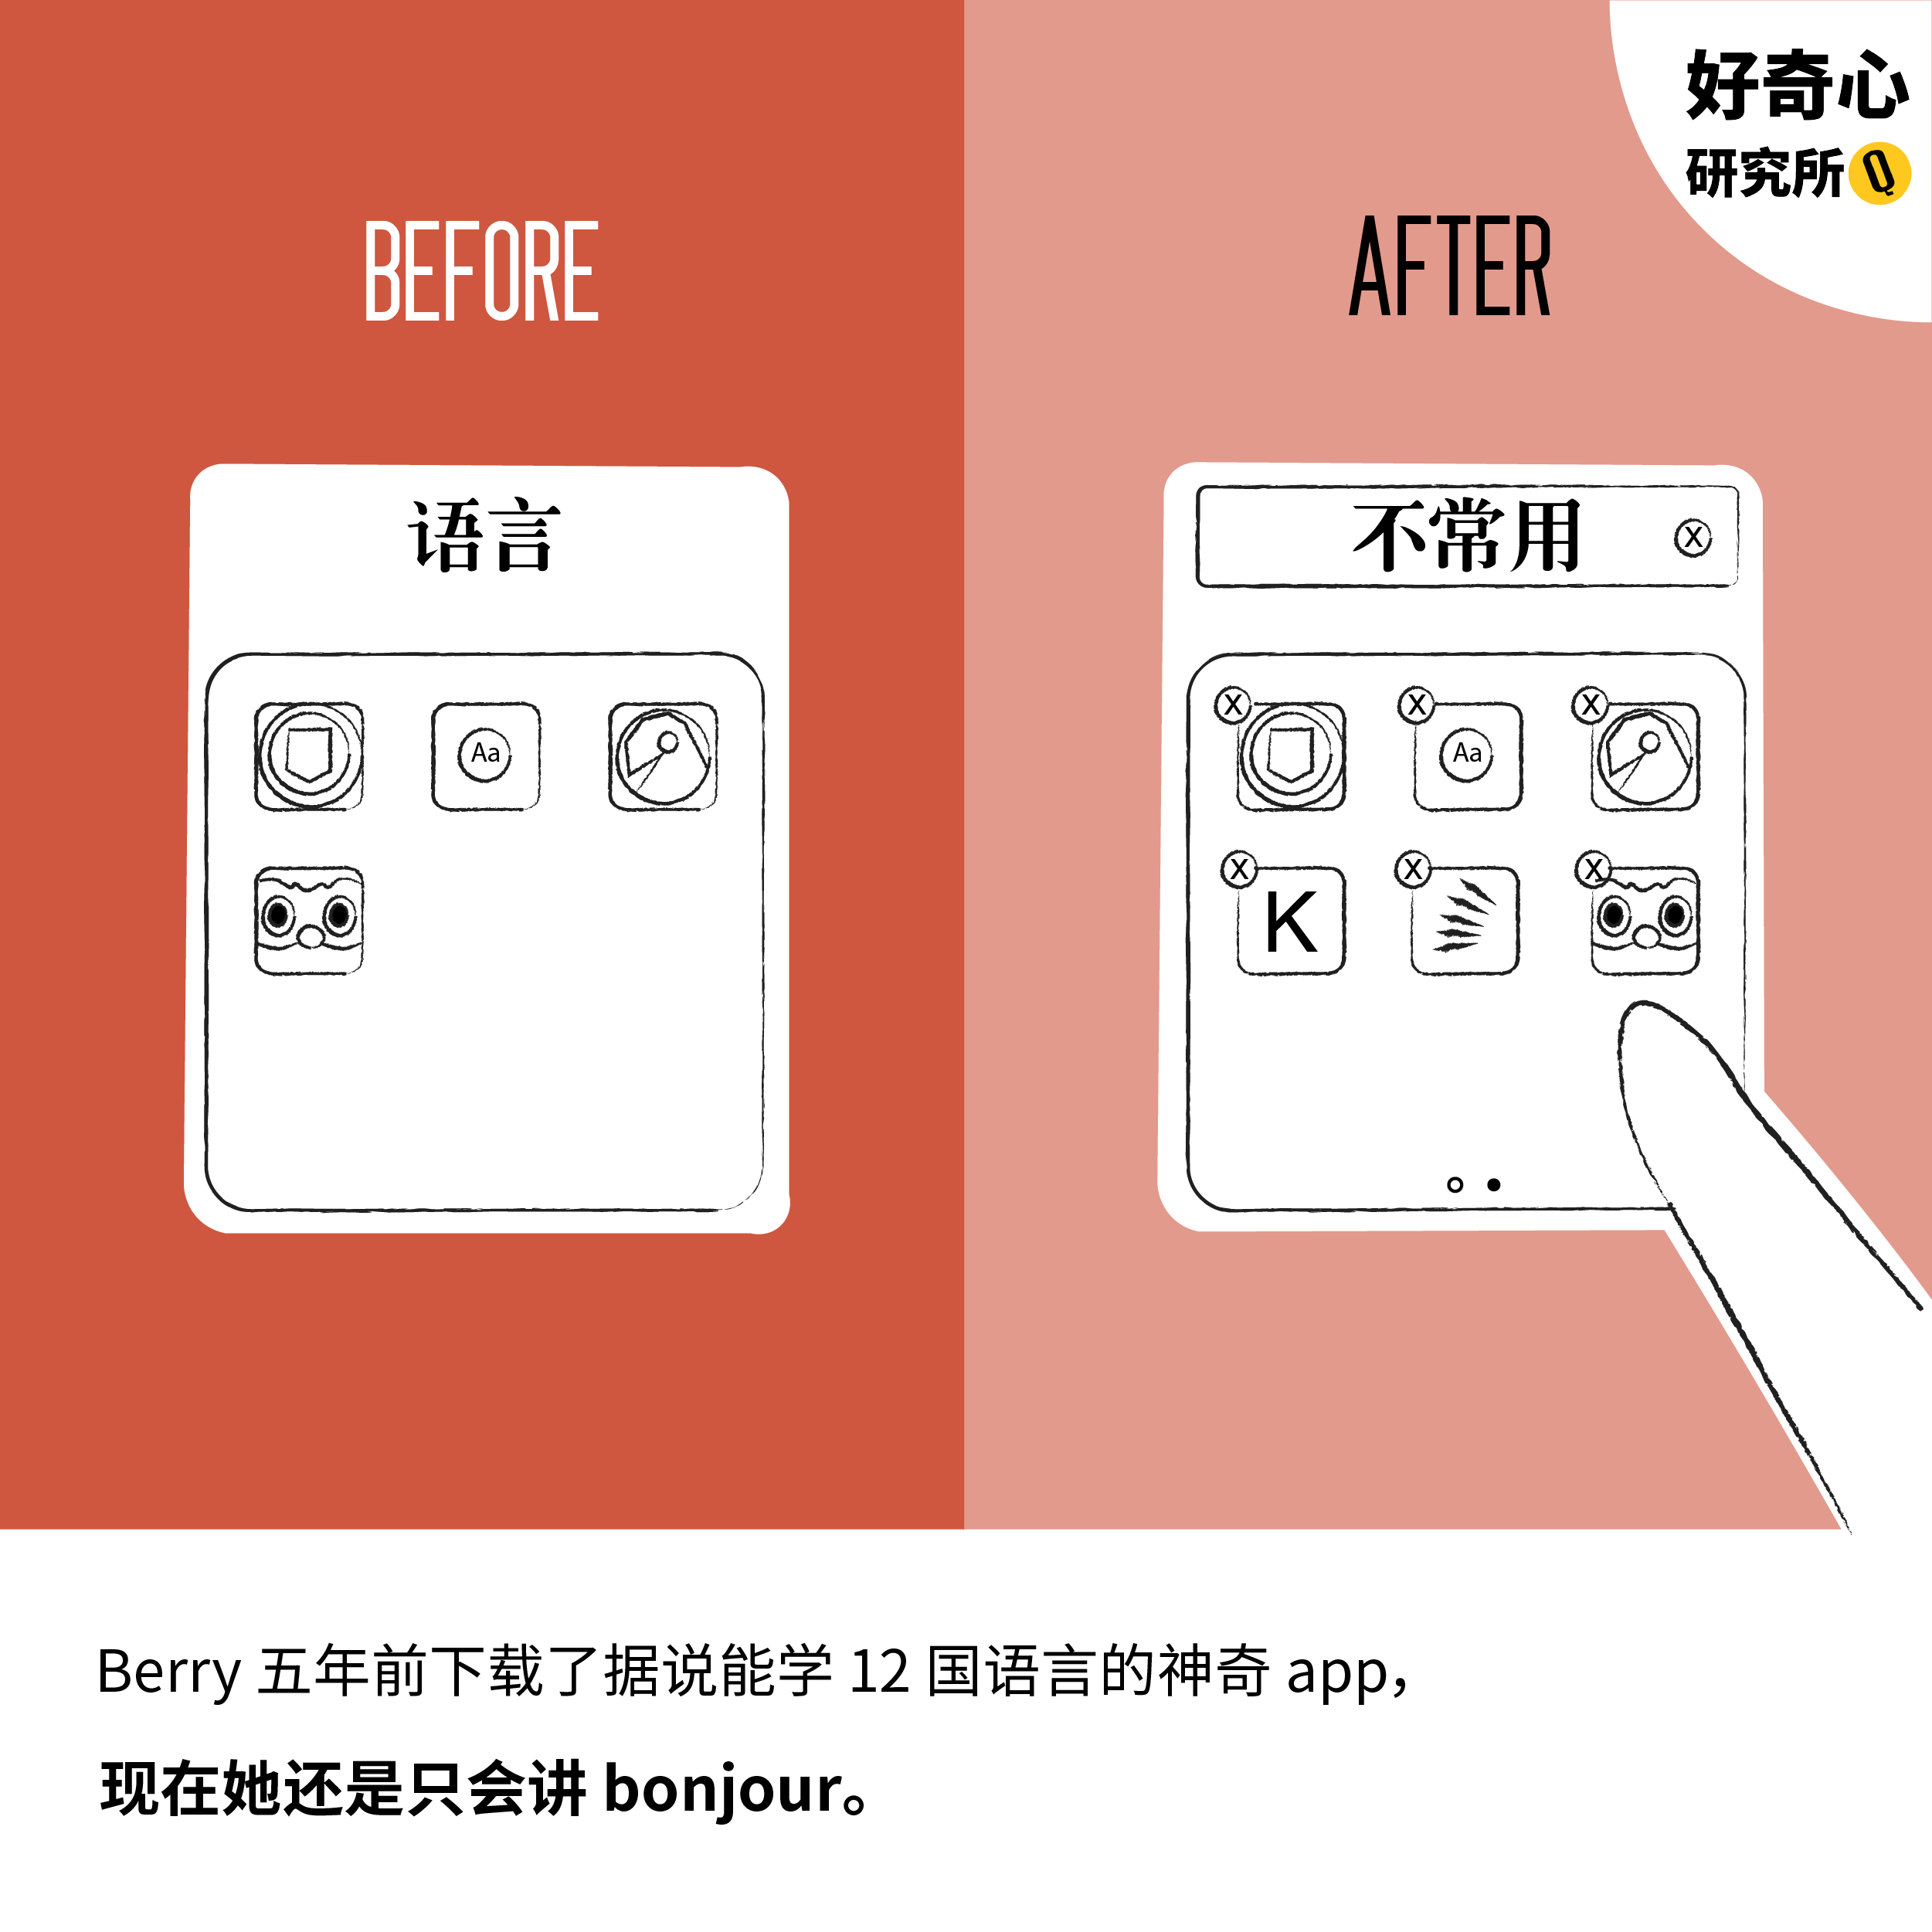 好奇心
研究所Q
BEFORE
AFTER
语言
Aa
不常用
X
X
X
X
Aa
X
X
X
K
Berry 五年前下载了据说能学 12 国语言的神奇 app，
现在她还是只会讲 bonjour。